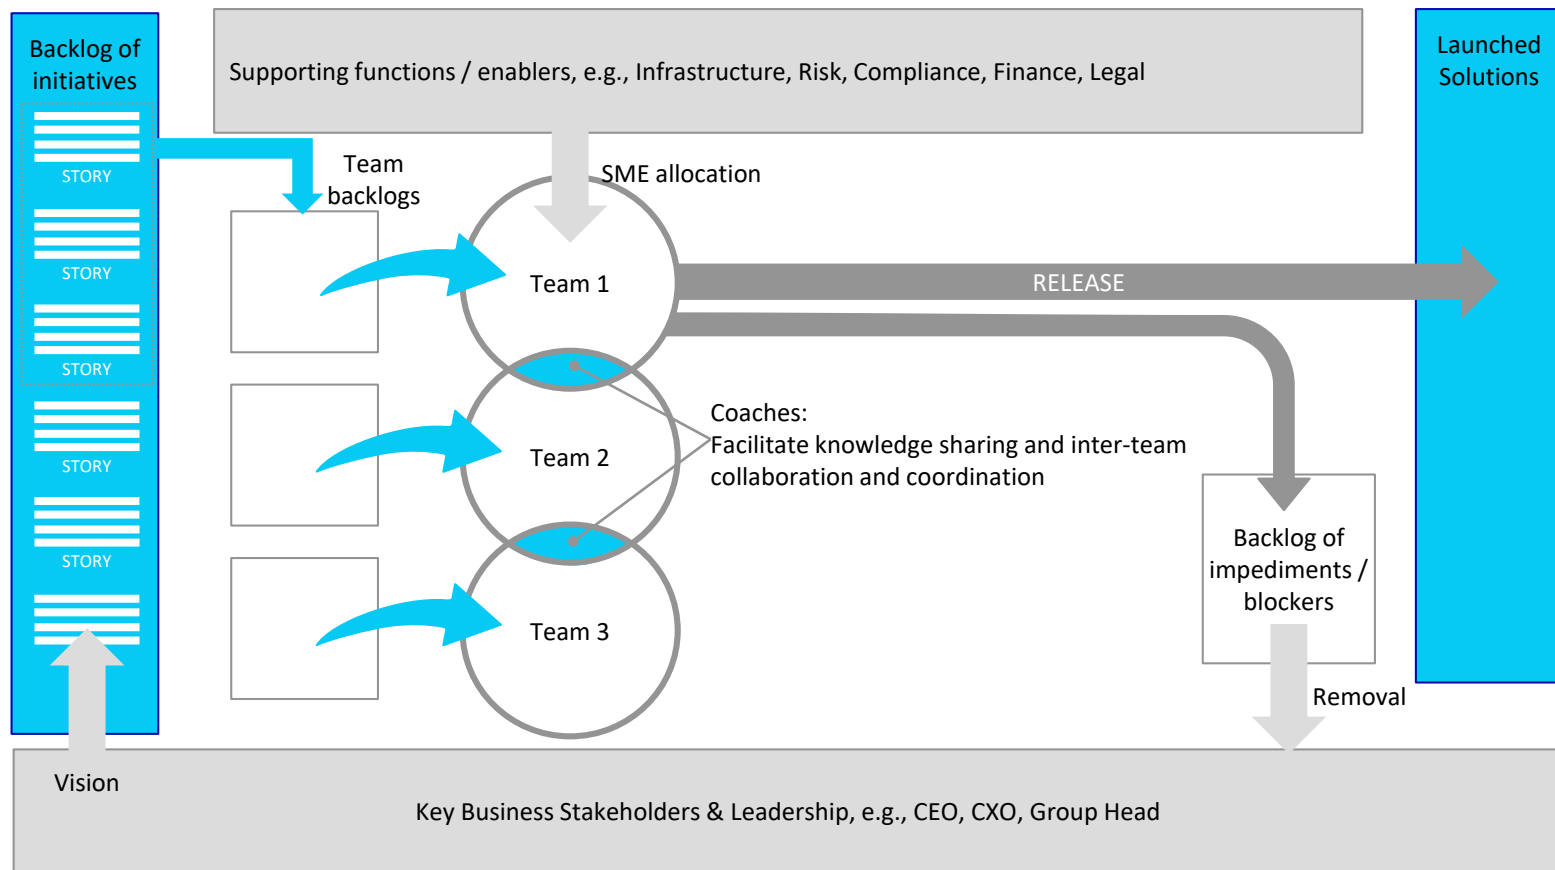 Backlog of
initiatives
STORY
STORY
STORY
STORY
STORY
Supporting functions / enablers, e.g., Infrastructure, Risk, Compliance, Finance, Legal
Launched
Solutions
Team
backlogs
SME allocation
Team 1
RELEASE
Coaches:
Facilitate knowledge sharing and inter-team
collaboration and coordination
Team 2
Team 3
Backlog of
impediments /
blockers
Removal
Vision
Key Business Stakeholders & Leadership, e.g., CEO, CXO, Group Head